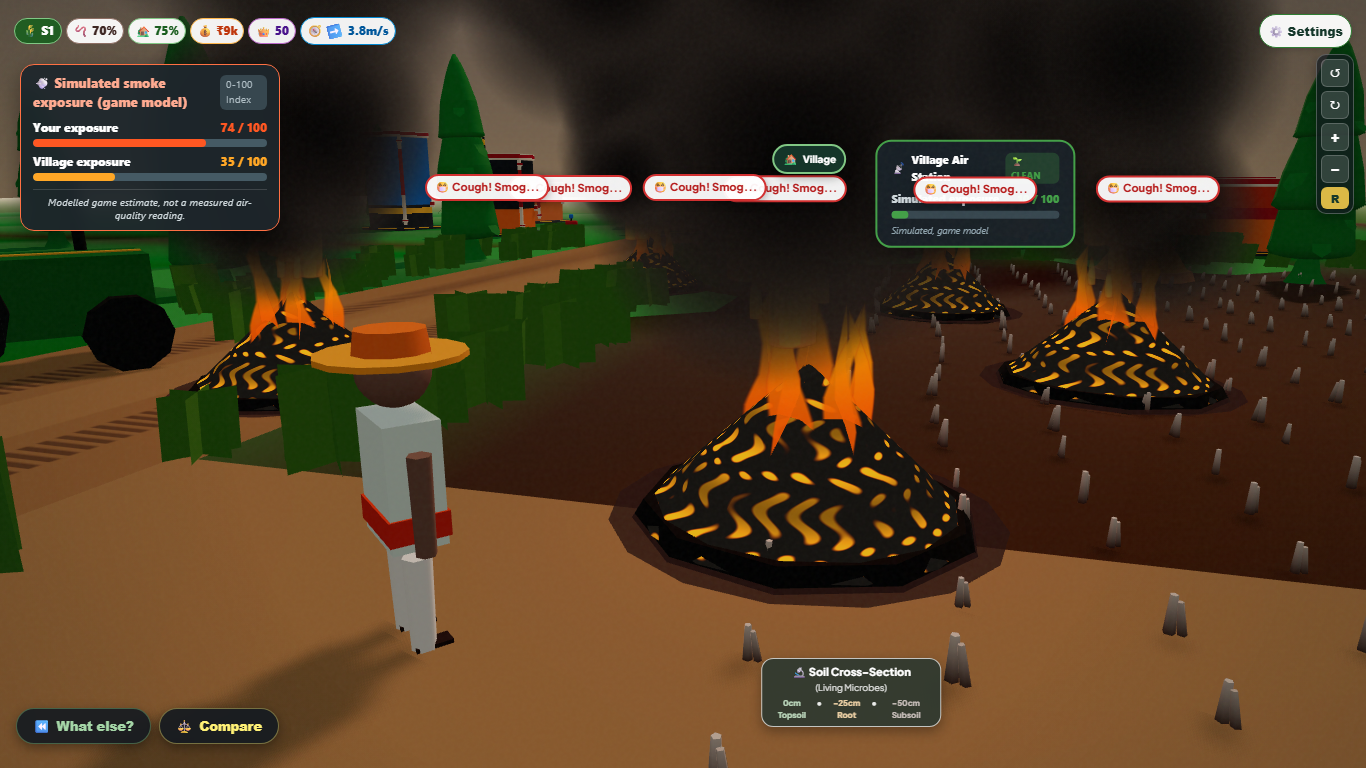 S1
70%
75%
₹9k
50
3.8m/s
Settings
Simulated smoke
exposure (game model)
0-100
Index
Your exposure
74 / 100
Village exposure
35 / 100
Modelled game estimate, not a measured air-
quality reading.
Village
Village Air
CLEAN
/ 100
Simulated, game model
Cough! Smog...
ugh! Smog...
Cough! Smog...
ugh! Smog...
Cough! Smog...
Cough! Smog...
R
Soil Cross-Section
(Living Microbes)
0cm • -25cm • -50cm
Topsoil Root Subsoil
What else?
Compare